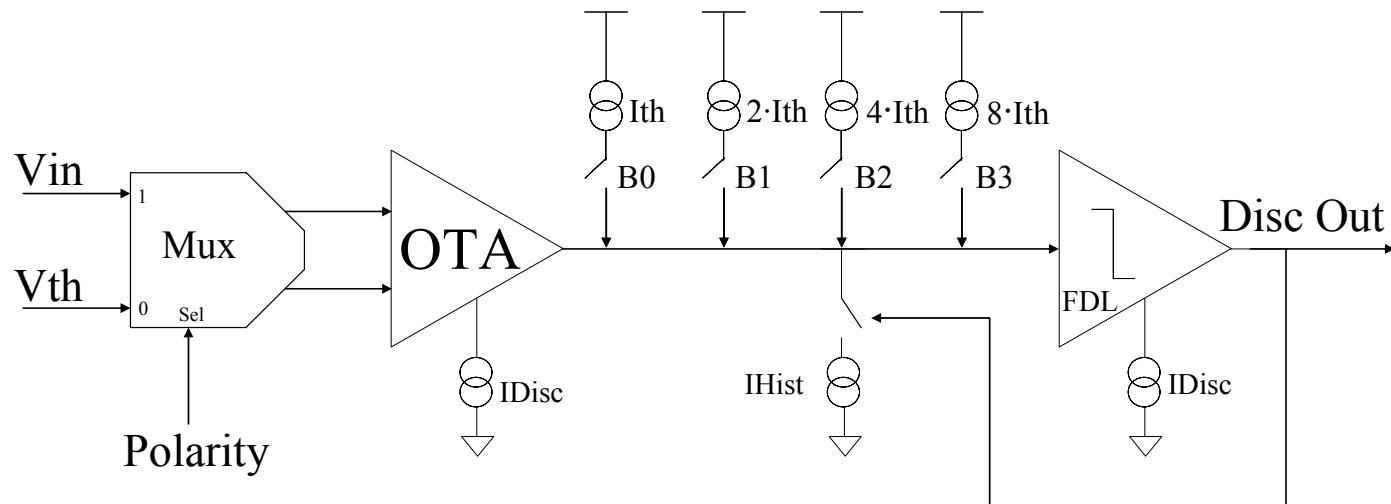 Ith
2·Ith
4·Ith
8·Ith
B0
B1
B2
B3
Vin
1
Mux
OTA
Disc Out
Vth
0
Sel
FDL
IDisc
IHist
IDisc
Polarity